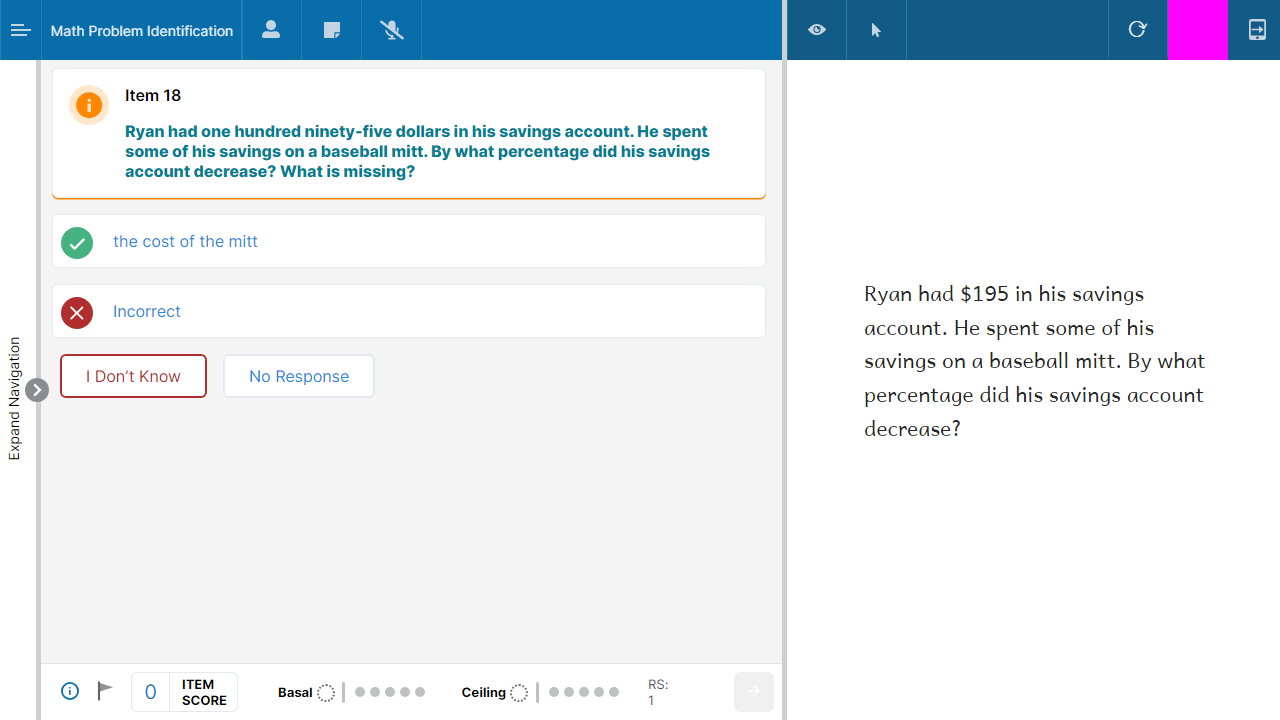 Math Problem Identification
Item 18
Ryan had one hundred ninety-five dollars in his savings account. He spent
some of his savings on a baseball mitt. By what percentage did his savings
account decrease? What is missing?
the cost of the mitt
Incorrect
I Don't Know
No Response
Expand Navigation
0
ITEM
SCORE
Basal
Ceiling
RS:
1
Ryan had $195 in his savings
account. He spent some of his
savings on a baseball mitt. By what
percentage did his savings account
decrease?